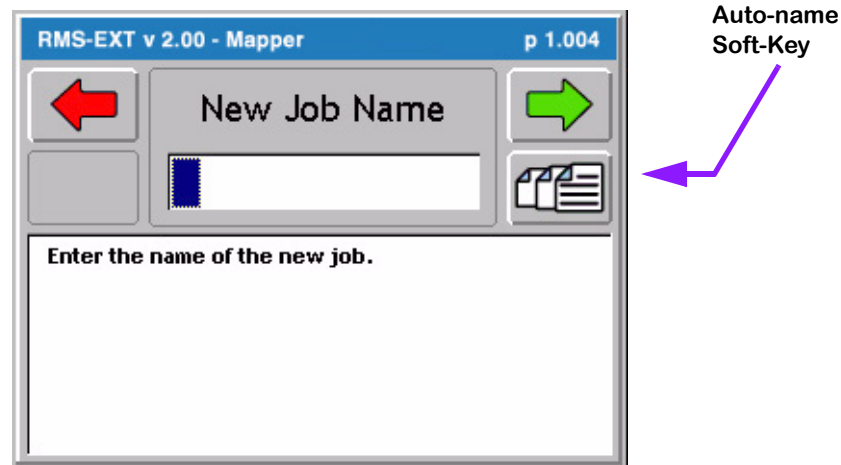 Auto-name
Soft-Key
RMS-EXT v 2.00 - Mapper p 1.004
New Job Name
Enter the name of the new job.